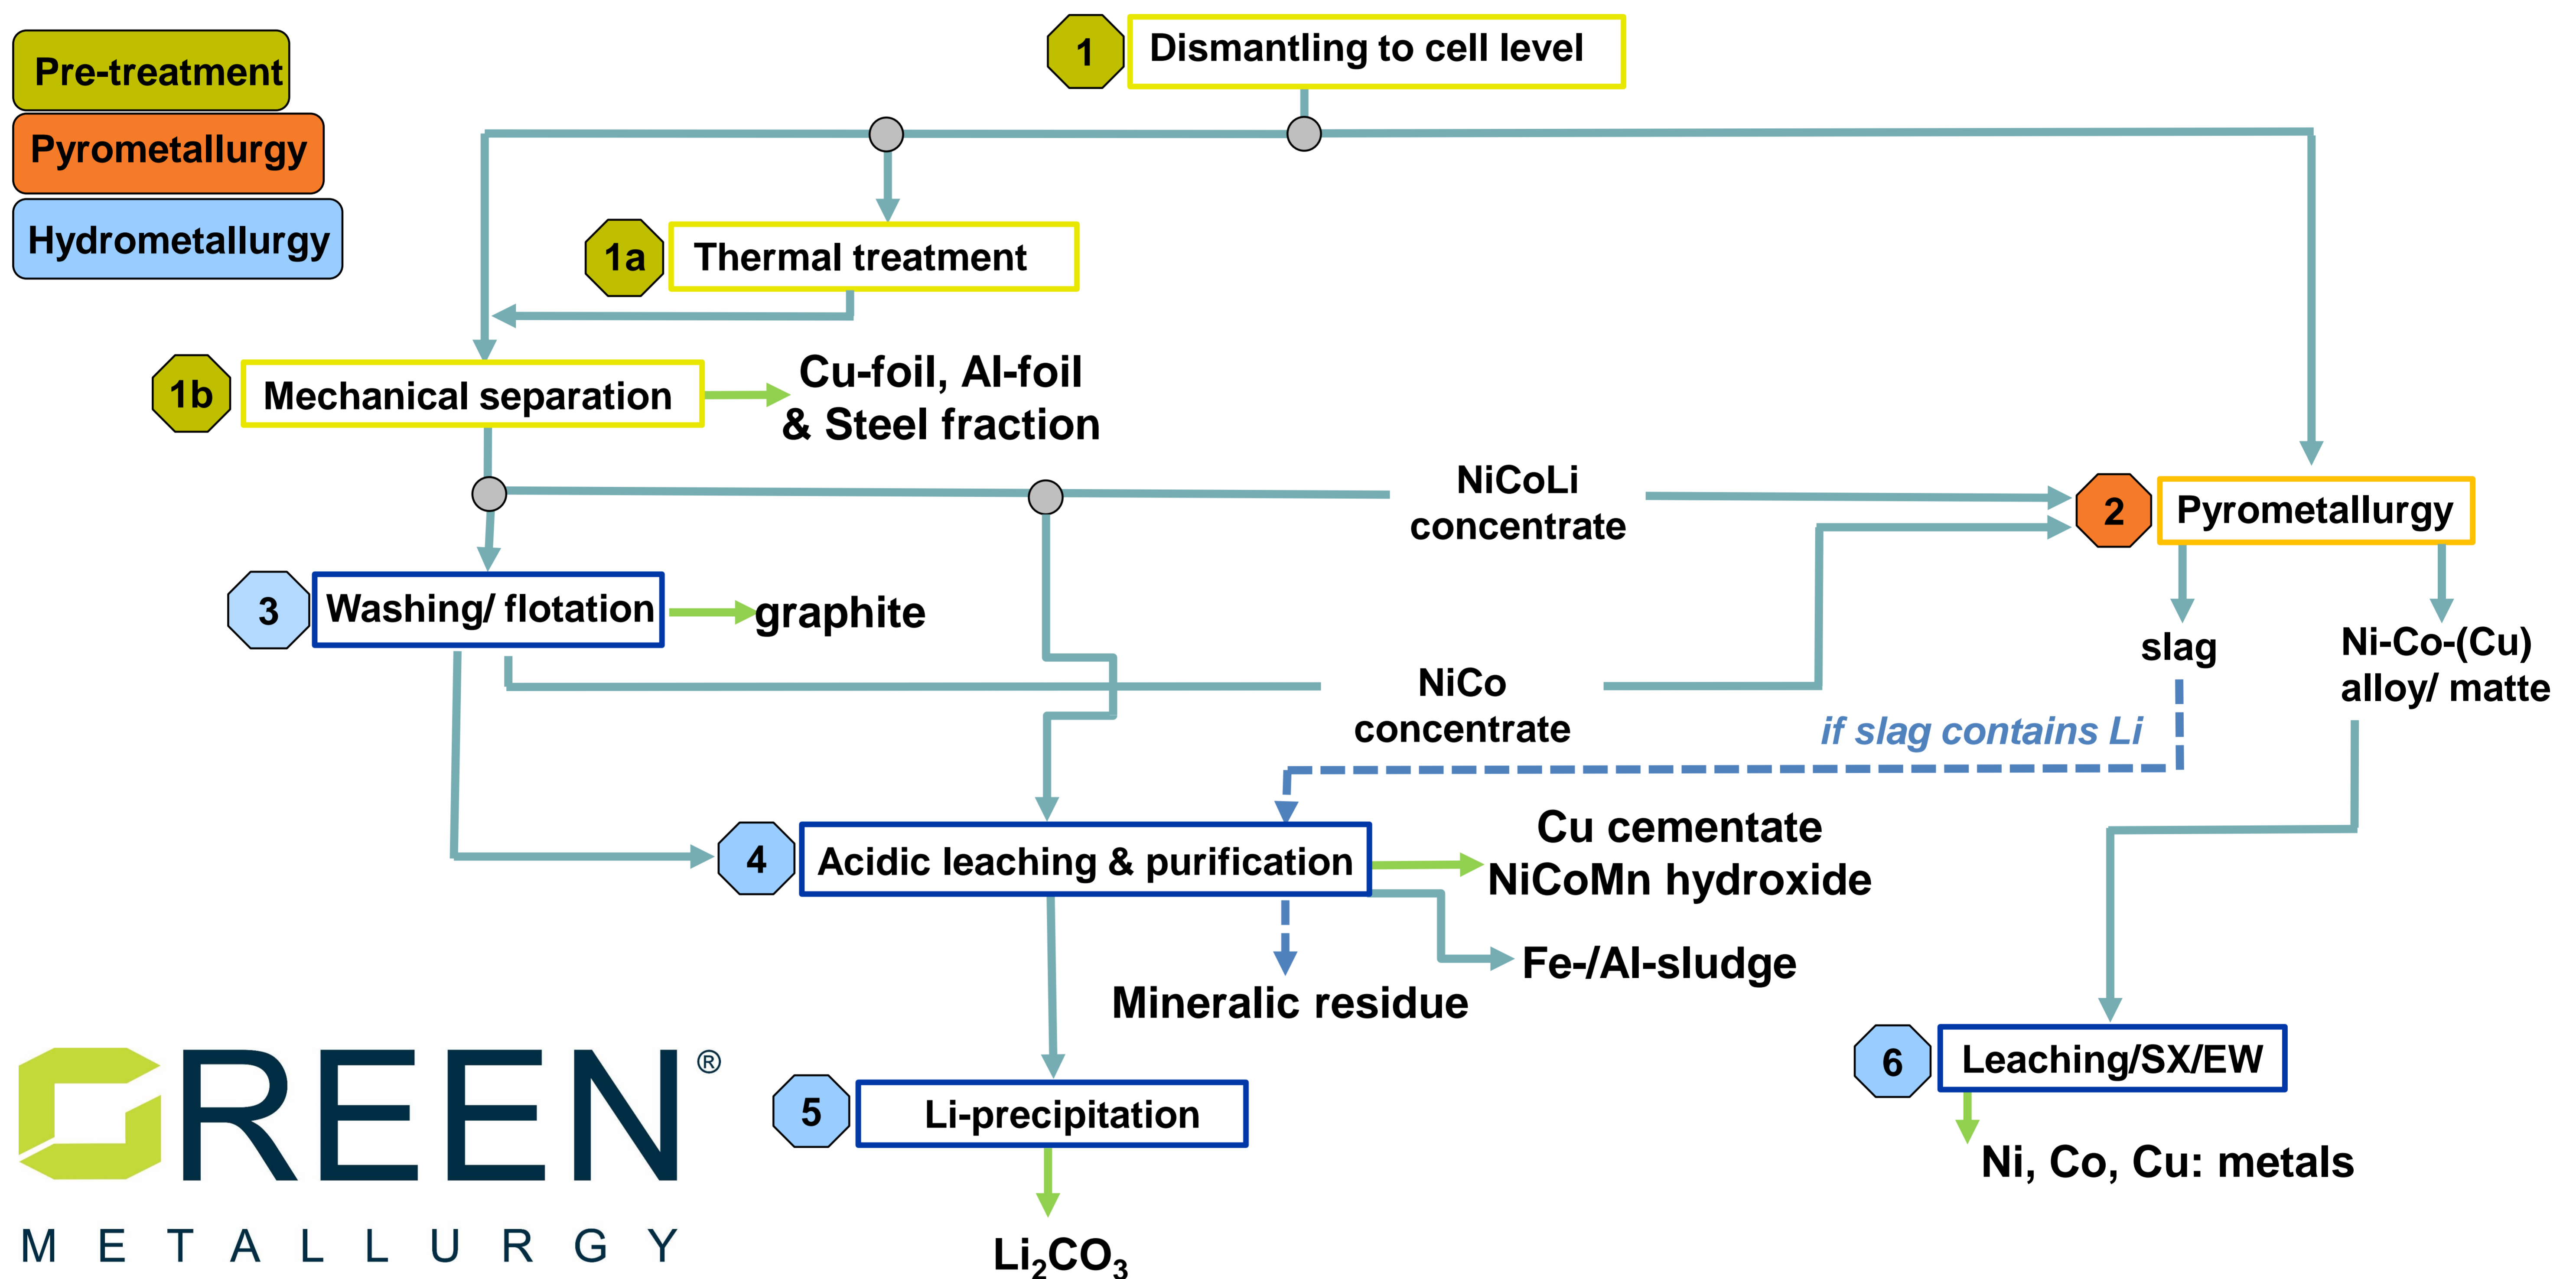 Pre-treatment
Pyrometallurgy
Hydrometallurgy
1
Dismantling to cell level
1a
Thermal treatment
1b
Mechanical separation
Cu-foil, Al-foil
& Steel fraction
NiCoLi
concentrate
2
Pyrometallurgy
3
Washing/ flotation
graphite
slag
Ni-Co-(Cu)
alloy/ matte
NiCo
concentrate
if slag contains Li
4
Acidic leaching & purification
Cu cementate
NiCoMn hydroxide
Fe-/Al-sludge
Mineralic residue
5
Li-precipitation
6
Leaching/SX/EW
Ni, Co, Cu: metals
Li₂CO₃
GREEN®
METALLURGY